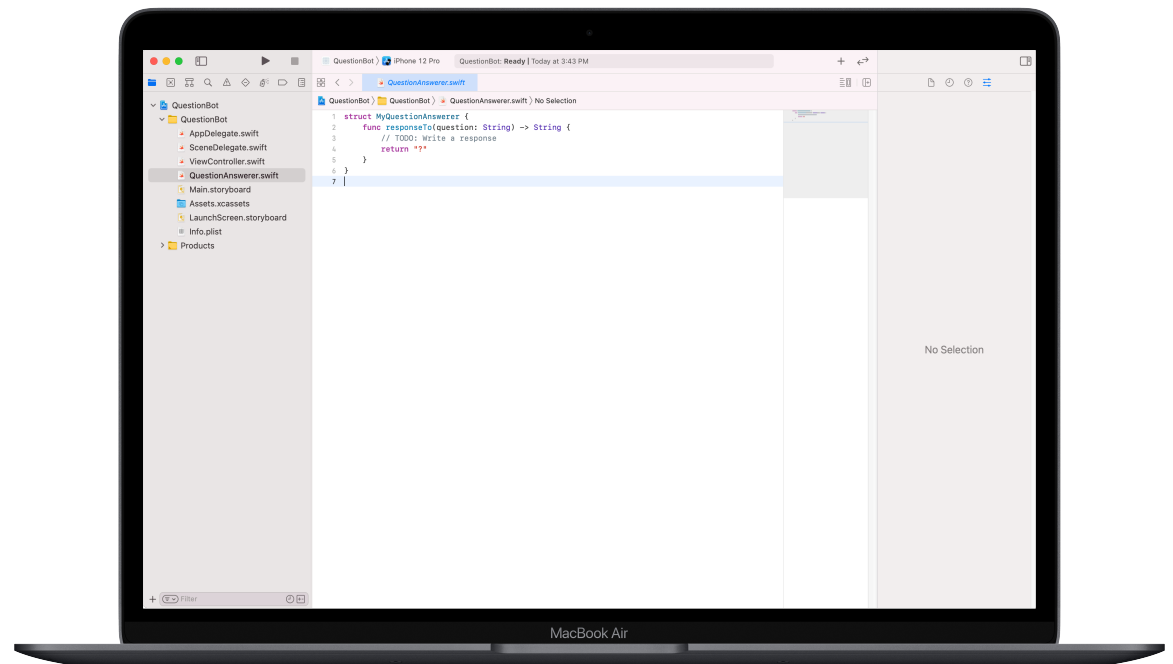 QuestionBot 〉 iPhone 12 Pro
QuestionBot: Ready | Today at 3:43 PM
QuestionAnswerer.swift
QuestionBot 〉 QuestionBot 〉 QuestionAnswerer.swift 〉 No Selection
QuestionBot
QuestionBot
AppDelegate.swift
SceneDelegate.swift
ViewController.swift
QuestionAnswerer.swift
Main.storyboard
Assets.xcassets
LaunchScreen.storyboard
Info.plist
Products
1 struct MyQuestionAnswerer {
2 func responseTo(question: String) -> String {
3 // TODO: Write a response
4 return "?"
5 }
6 }
7
No Selection
Filter
MacBook Air